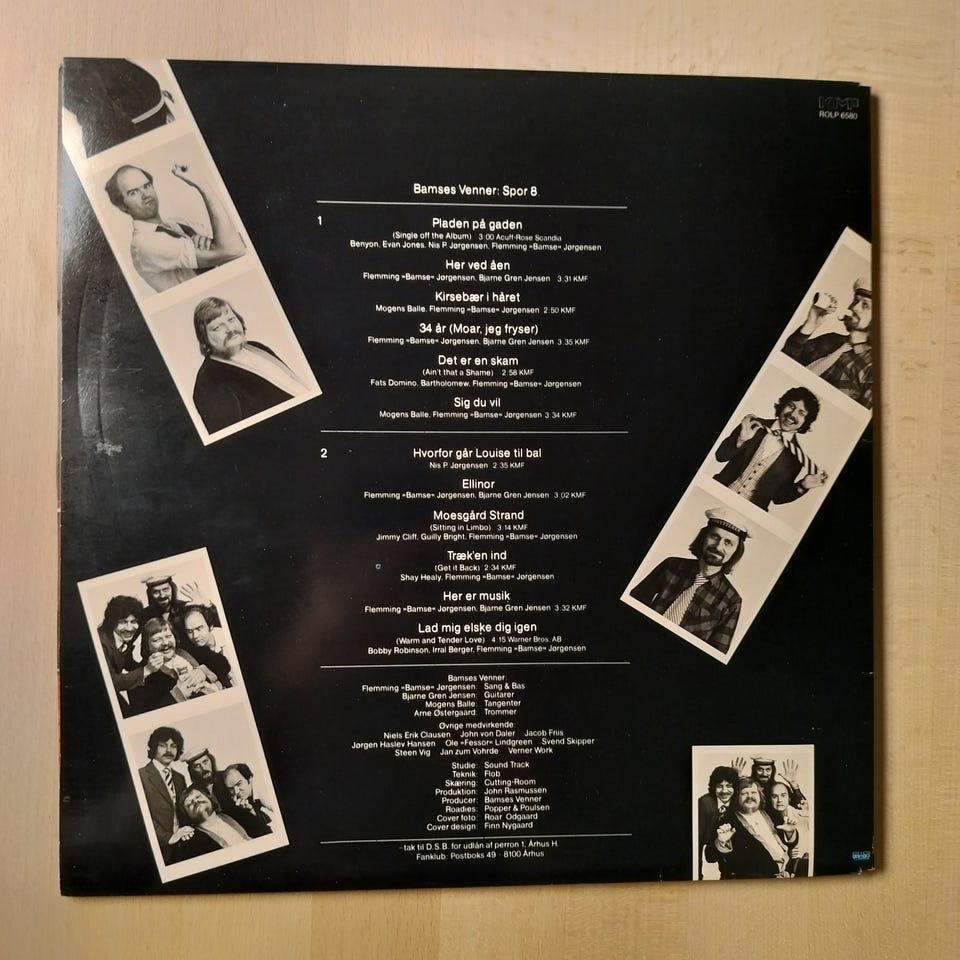 KMF
ROLP 6580
Bamses Venner: Spor 8
1
Pladen på gaden
(Single off the Album) 3:00 Acuff-Rose Scandia
Benyon, Evan Jones, Nis P. Jørgensen, Flemming »Bamse« Jørgensen
Her ved åen
Flemming »Bamse« Jørgensen, Bjarne Gren Jensen 3:31 KMF
Kirsebær i håret
Mogens Balle, Flemming »Bamse« Jørgensen 2:50 KMF
34 år (Moar, jeg fryser)
Flemming »Bamse« Jørgensen, Bjarne Gren Jensen 3:35 KMF
Det er en skam
(Ain't that a Shame) 2:58 KMF
Fats Domino, Bartholomew, Flemming »Bamse« Jørgensen
Sig du vil
Mogens Balle, Flemming »Bamse« Jørgensen 3:34 KMF
2
Hvorfor går Louise til bal
Nis P. Jørgensen 2:35 KMF
Ellinor
Flemming »Bamse« Jørgensen, Bjarne Gren Jensen 3:02 KMF
Moesgård Strand
(Sitting in Limbo) 3:14 KMF
Jimmy Cliff, Guilly Bright, Flemming »Bamse« Jørgensen
Træk'en ind
(Get it Back) 2:34 KMF
Shay Healy, Flemming »Bamse« Jørgensen
Her er musik
Flemming »Bamse« Jørgensen, Bjarne Gren Jensen 3:32 KMF
Lad mig elske dig igen
(Warm and Tender Love) 4:15 Warner Bros. AB
Bobby Robinson, Irral Berger, Flemming »Bamse« Jørgensen
Bamses Venner:
Flemming »Bamse« Jørgensen: Sang & Bas
Bjarne Gren Jensen: Guitarer
Mogens Balle: Tangenter
Arne Østergaard: Trommer
Øvrige medvirkende:
Niels Erik Clausen John von Daler Jacob Friis
Jørgen Haslev Hansen Ole »Fessor« Lindgreen Svend Skipper
Steen Vig Jan zum Vohrde Verner Work
Studie: Sound Track
Teknik: Flob
Skæring: Cutting-Room
Produktion: John Rasmussen
Producer: Bamses Venner
Roadies: Popper & Poulsen
Cover foto: Roar Odgaard
Cover design: Finn Nygaard
-tak til D.S.B. for udlån af perron 1, Århus H
Fanklub: Postboks 49 · 8100 Århus